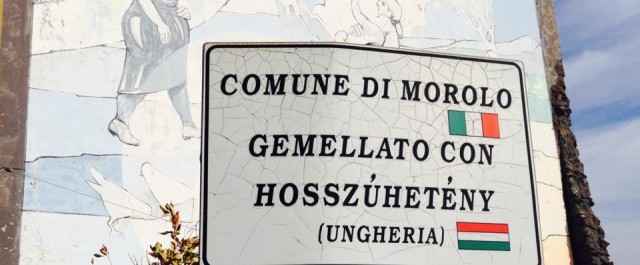 COMUNE DI MOROLO
GEMELLATO CON
HOSSZÚHETÉNY
(UNGHERIA)